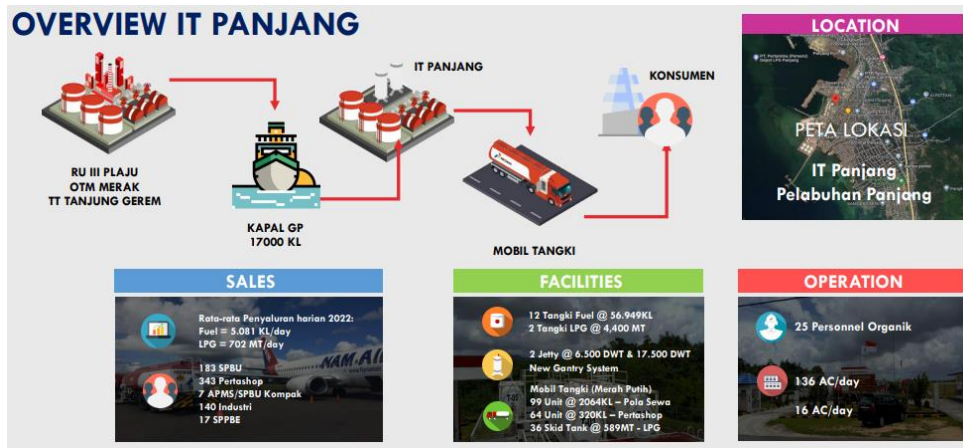 OVERVIEW IT PANJANG
IT PANJANG
KONSUMEN
RU III PLAJU
OTM MERAK
TT TANJUNG GEREM
KAPAL GP
17000 KL
MOBIL TANGKI
LOCATION
PETA LOKASI
IT Panjang
Pelabuhan Panjang
SALES
Rata-rata Penyaluran harian 2022:
Fuel = 5.081 KL/day
LPG = 702 MT/day
183 SPBU
343 Pertashop
7 APMS/SPBU Kompak
140 Industri
17 SPPBE
NAM AIR
FACILITIES
12 Tangki Fuel @ 56.949KL
2 Tangki LPG @ 4,400 MT
2 Jetty @ 6.500 DWT & 17.500 DWT
New Gantry System
Mobil Tangki (Merah Putih)
99 Unit @ 2064KL – Pola Sewa
64 Unit @ 320KL – Pertashop
36 Skid Tank @ 589MT - LPG
OPERATION
25 Personnel Organik
136 AC/day
16 AC/day